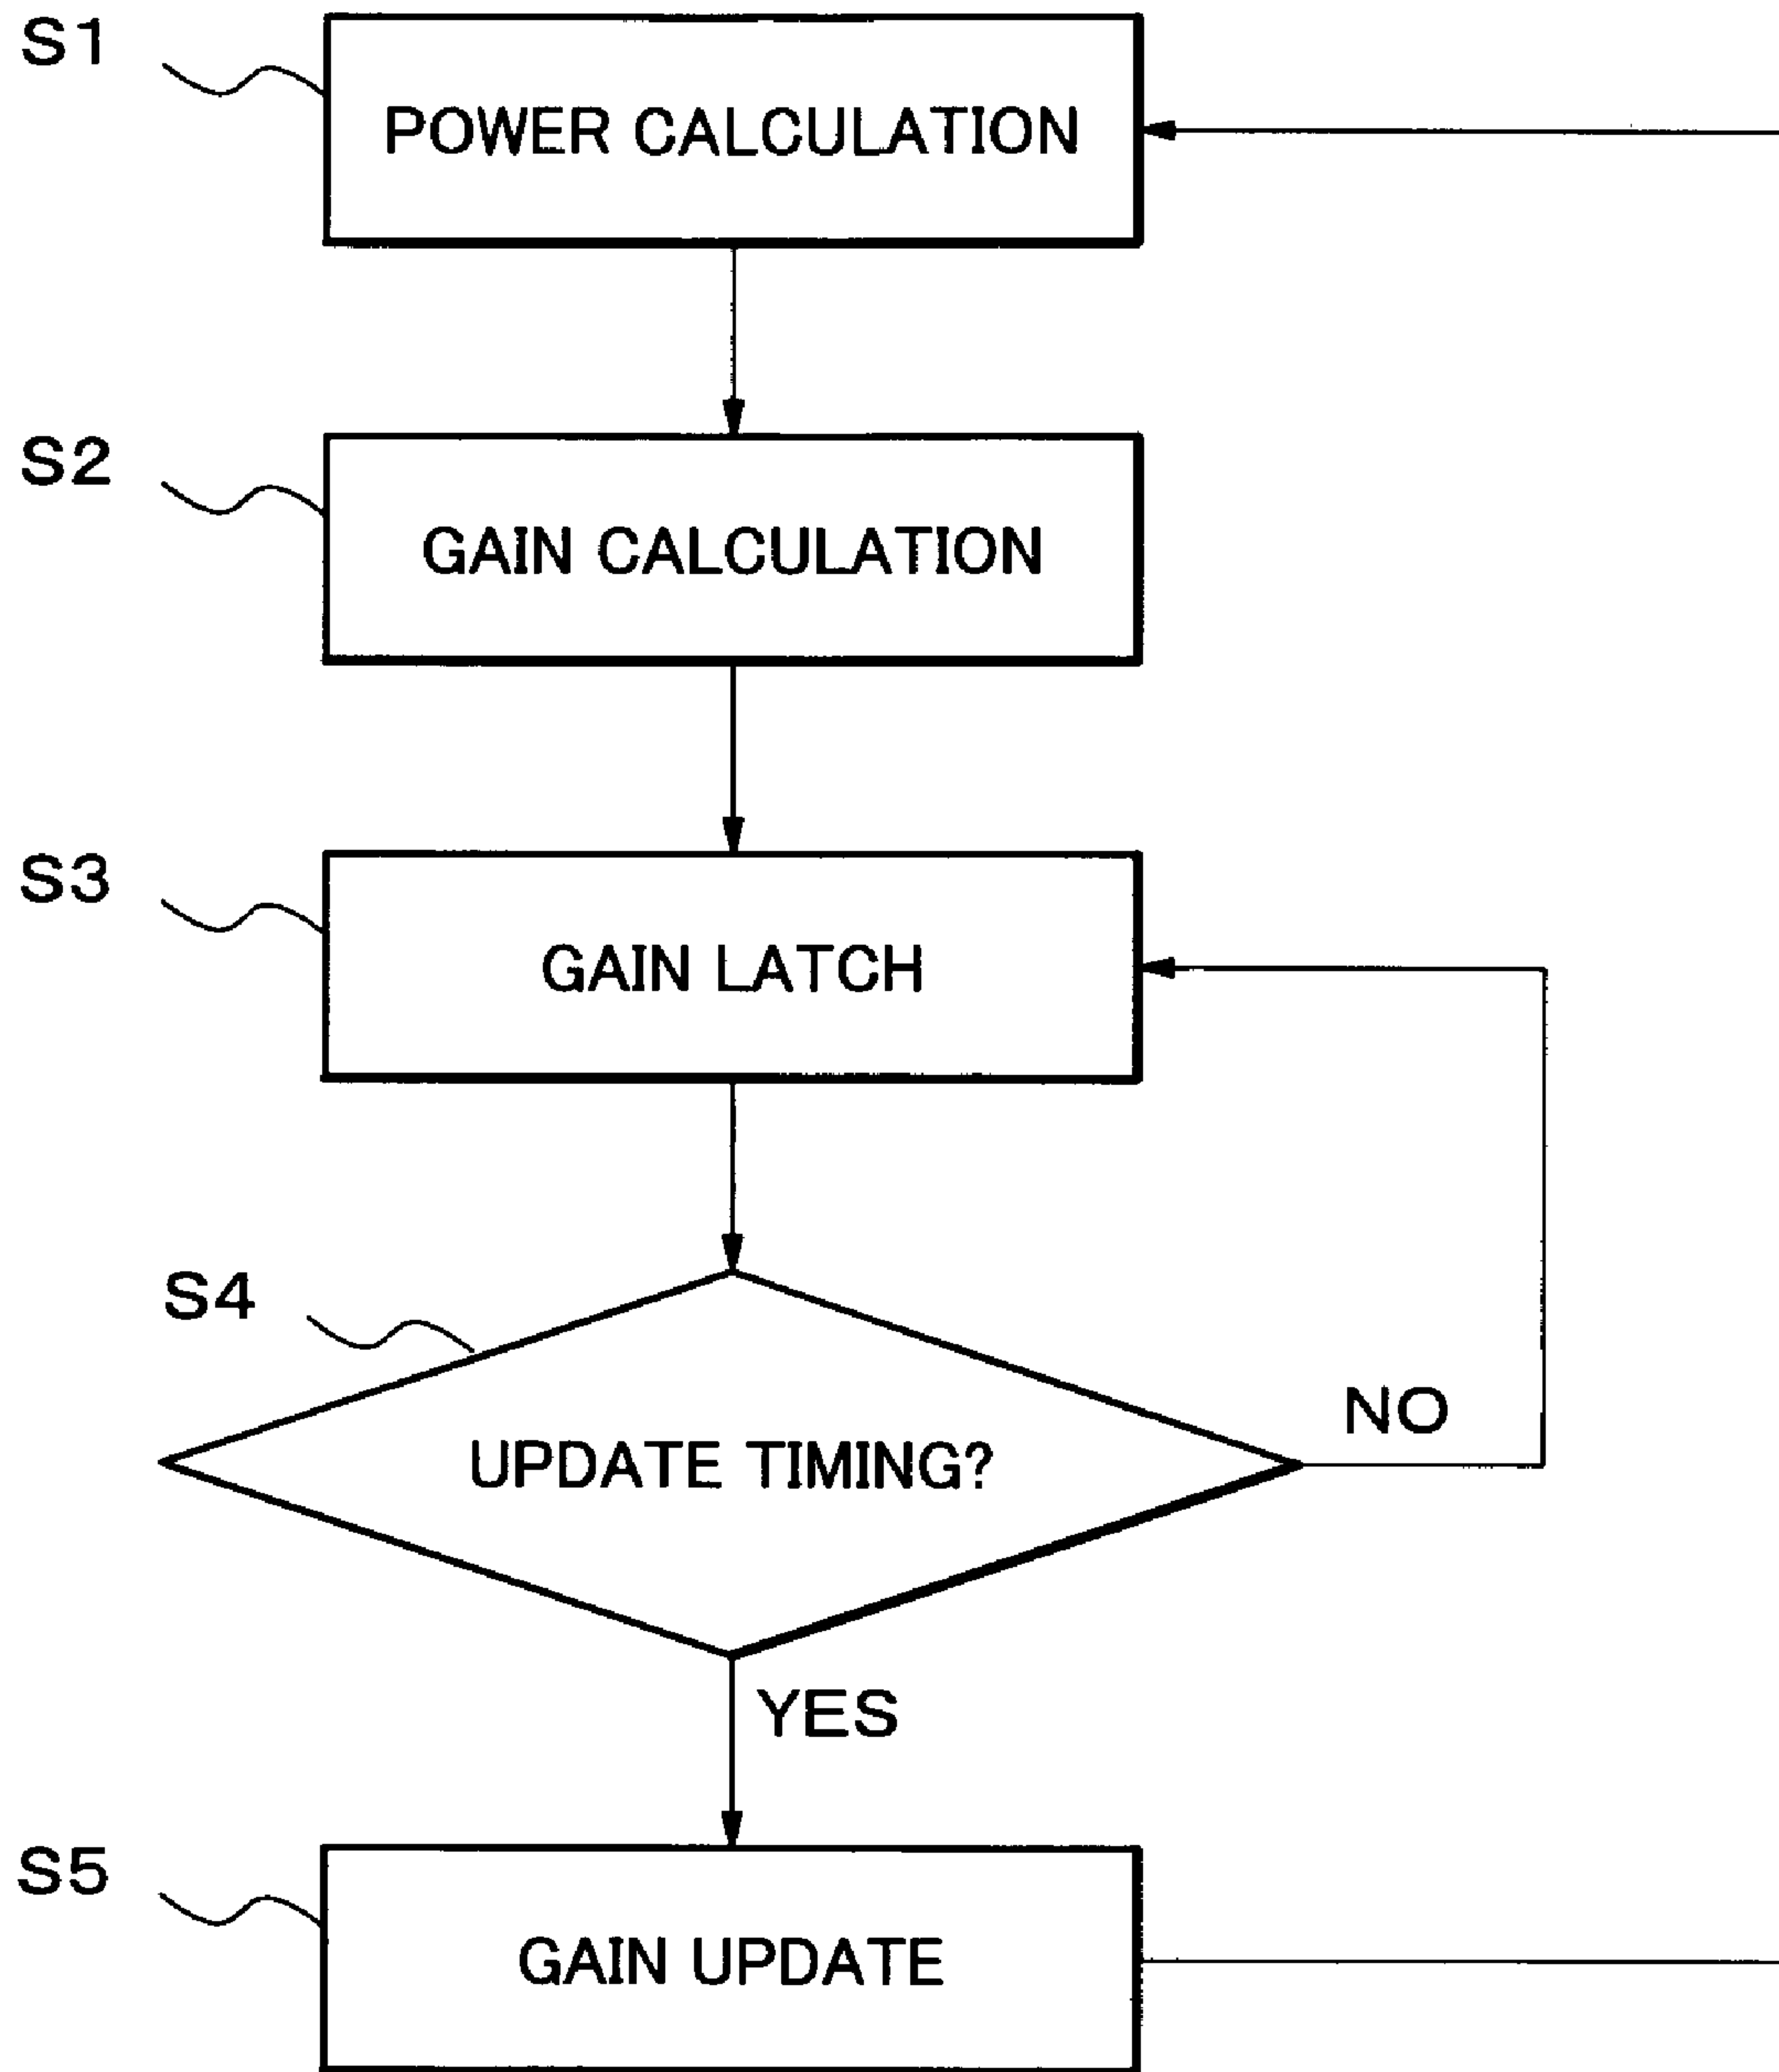 S1
POWER CALCULATION
S2
GAIN CALCULATION
S3
GAIN LATCH
S4
UPDATE TIMING?
NO
YES
S5
GAIN UPDATE